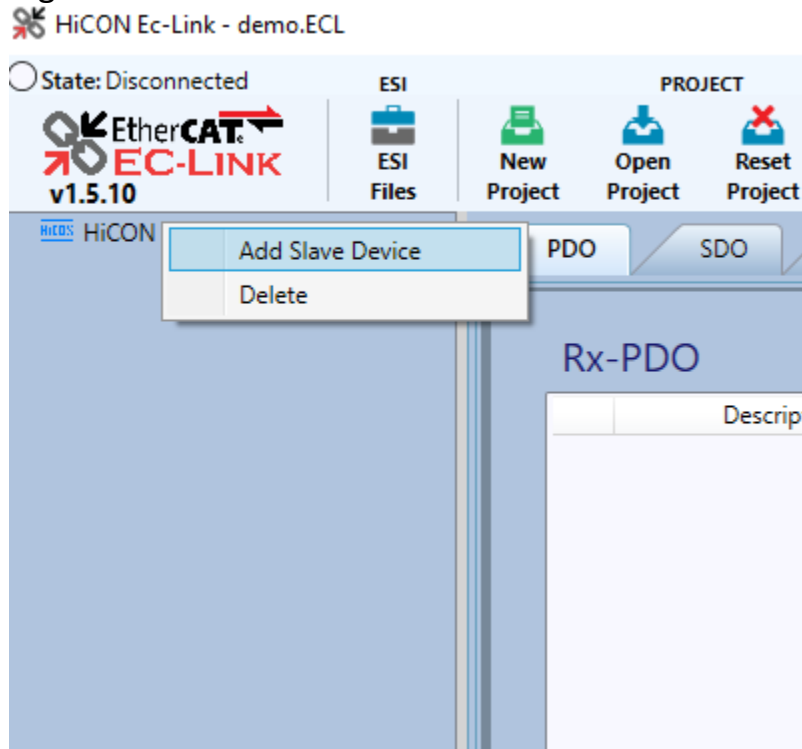 HiCON Ec-Link - demo.ECL
State: Disconnected
ESI
PROJECT
EtherCAT
EC-LINK
v1.5.10
ESI
Files
New
Project
Open
Project
Reset
Project
HiCON
Add Slave Device
Delete
PDO
SDO
Rx-PDO
Descrip